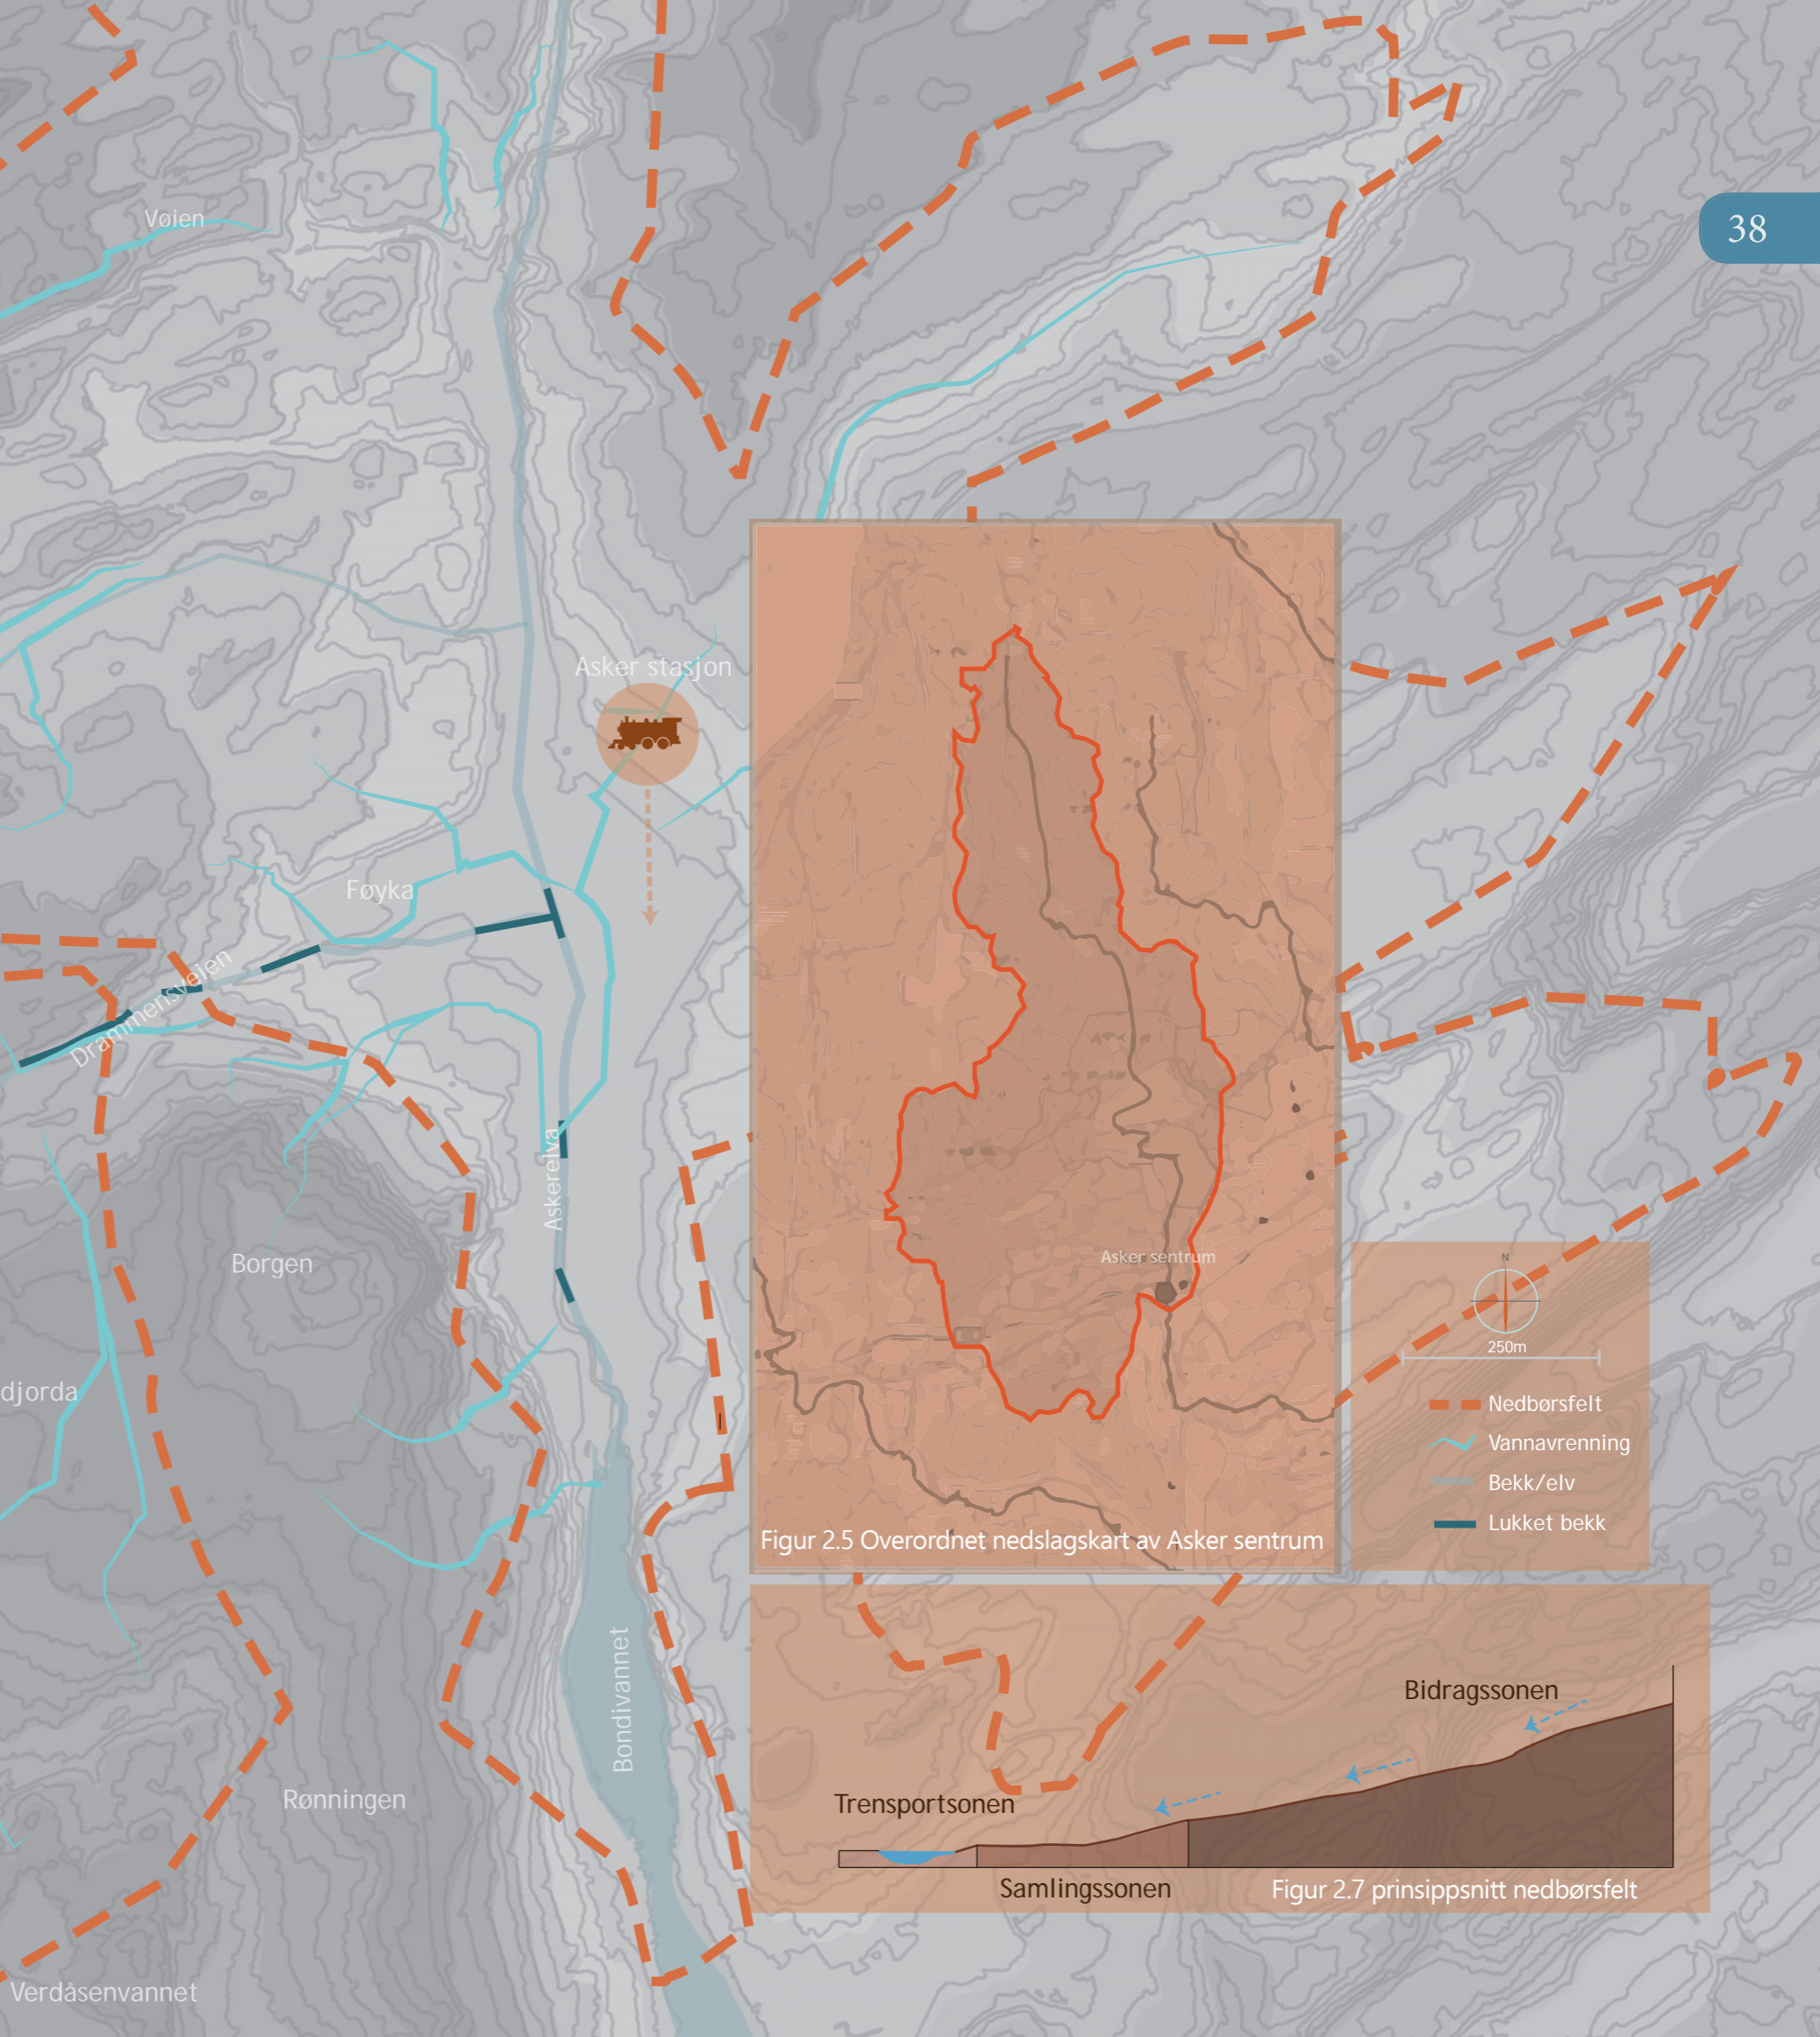 38
Vøien
Asker stasjon
Føyka
Drammensveien
Askerelva
Borgen
djorda
Asker sentrum
Figur 2.5 Overordnet nedslagskart av Asker sentrum
N
250m
Nedbørsfelt
Vannavrenning
Bekk/elv
Lukket bekk
Bondivannet
Rønningen
Verdåsenvannet
Bidragssonen
Trensportsonen
Samlingssonen
Figur 2.7 prinsippsnitt nedbørsfelt